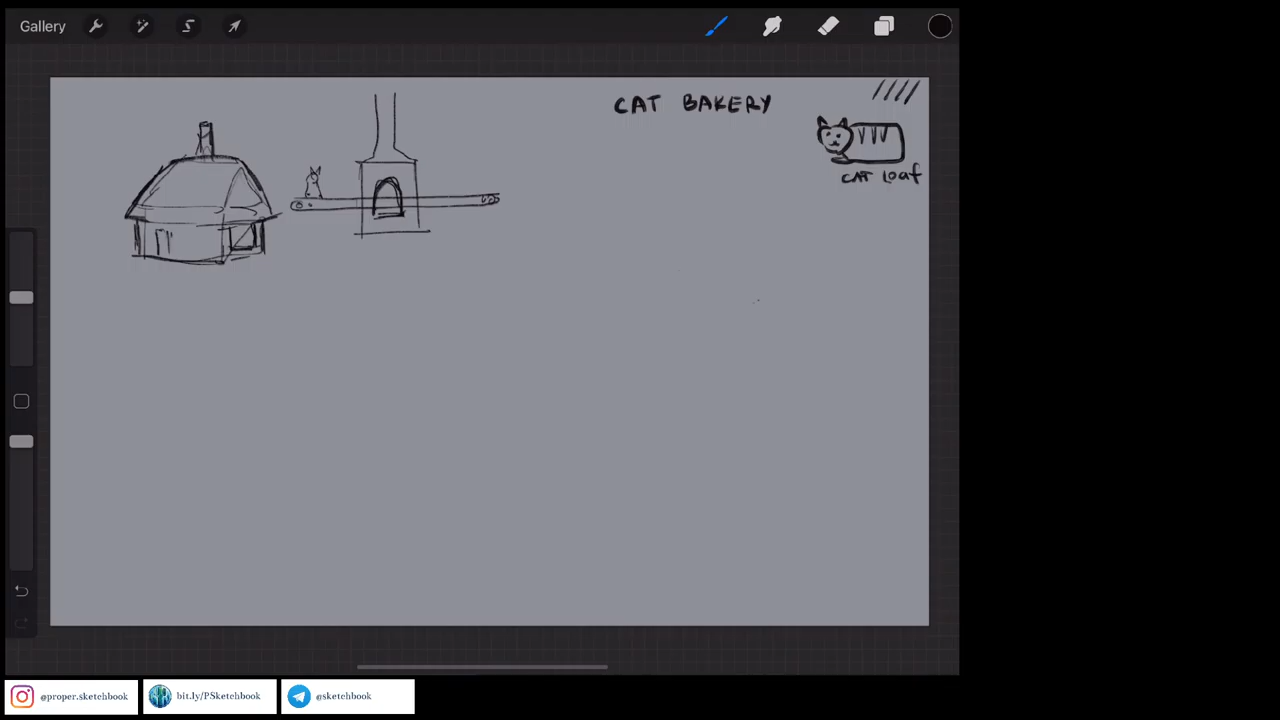 Gallery
CAT BAKERY
CAT Loaf
@proper.sketchbook
bit.ly/PSketchbook
@sketchbook